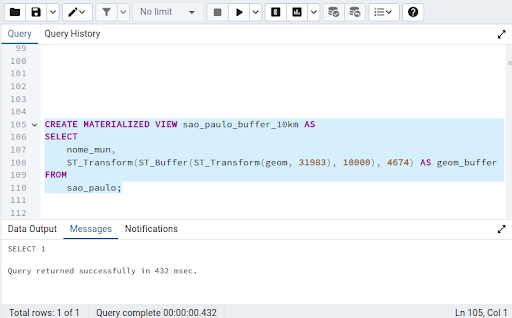 No limit
Query Query History
99
100
101
102
103
104
105 CREATE MATERIALIZED VIEW sao_paulo_buffer_10km AS
106 SELECT
107 nome_mun,
108 ST_Transform(ST_Buffer(ST_Transform(geom, 31983), 10000), 4674) AS geom_buffer
109 FROM
110 sao_paulo;
111
112
Data Output Messages Notifications
SELECT 1
Query returned successfully in 432 msec.
Total rows: 1 of 1 Query complete 00:00:00.432 Ln 105, Col 1